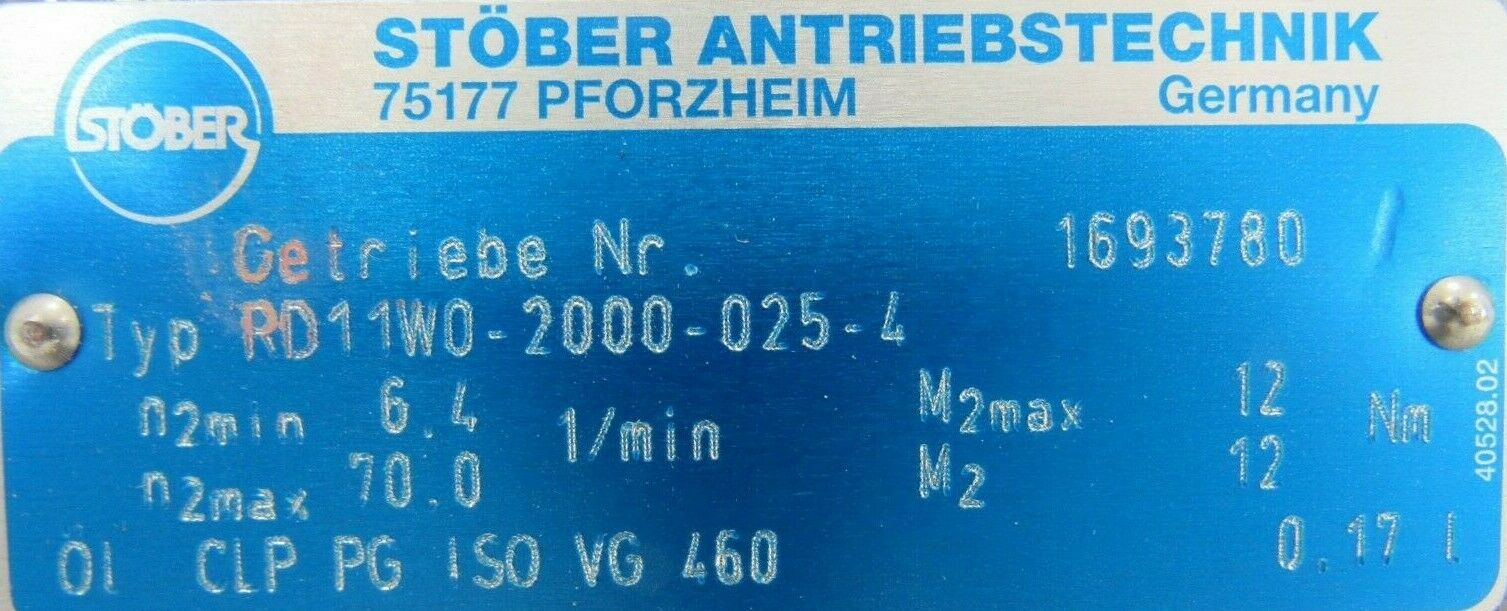 STÖBER
STÖBER ANTRIEBSTECHNIK
75177 PFORZHEIM Germany
Getriebe Nr. 1693780
Typ RD11W0-2000-025-4
n2min 6.4 1/min M2max 12 Nm
n2max 70.0 M2 12
Öl CLP PG ISO VG 460 0.17 l
40528.02